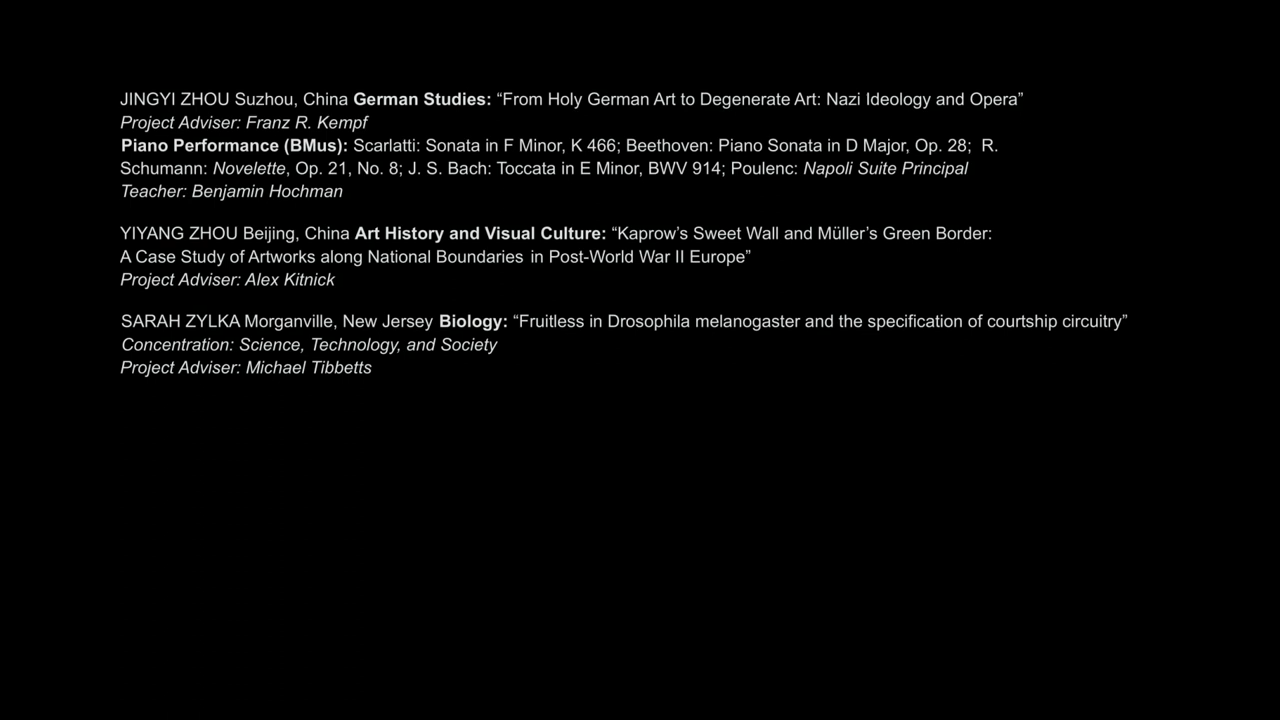 JINGYI ZHOU Suzhou, China German Studies: “From Holy German Art to Degenerate Art: Nazi Ideology and Opera”
Project Adviser: Franz R. Kempf
Piano Performance (BMus): Scarlatti: Sonata in F Minor, K 466; Beethoven: Piano Sonata in D Major, Op. 28; R.
Schumann: Novelette, Op. 21, No. 8; J. S. Bach: Toccata in E Minor, BWV 914; Poulenc: Napoli Suite Principal
Teacher: Benjamin Hochman
YIYANG ZHOU Beijing, China Art History and Visual Culture: “Kaprow’s Sweet Wall and Müller’s Green Border:
A Case Study of Artworks along National Boundaries in Post-World War II Europe”
Project Adviser: Alex Kitnick
SARAH ZYLKA Morganville, New Jersey Biology: “Fruitless in Drosophila melanogaster and the specification of courtship circuitry”
Concentration: Science, Technology, and Society
Project Adviser: Michael Tibbetts